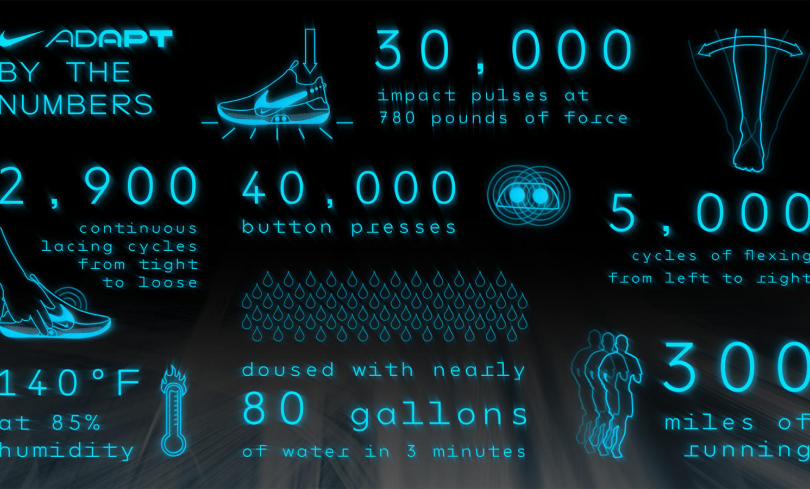 ADAPT
BY THE
NUMBERS
30,000
impact pulses at
780 pounds of force
2,900
continuous
lacing cycles
from tight
to loose
40,000
button presses
5,000
cycles of flexing
from left to right
140°F
at 85%
humidity
doused with nearly
80 gallons
of water in 3 minutes
300
miles of
running